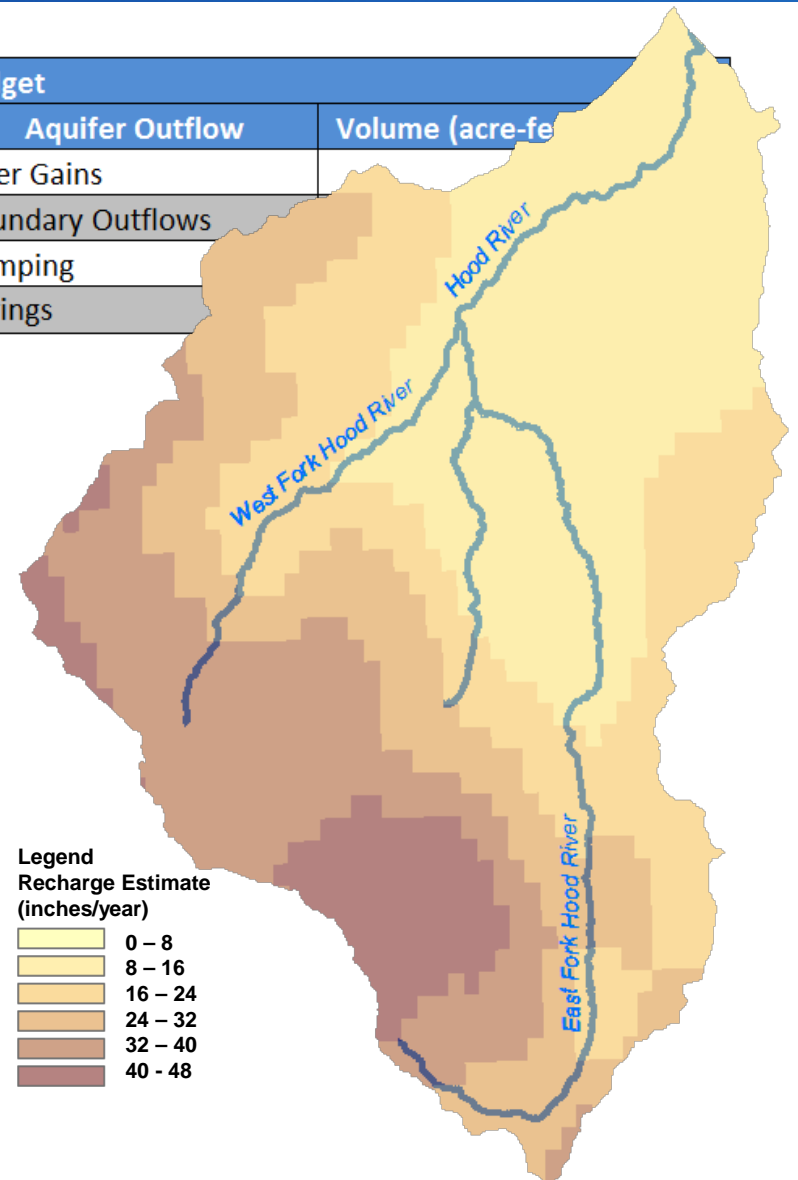 get
Aquifer Outflow Volume (acre-fe
er Gains
undary Outflows
mping
ings
Hood River
West Fork Hood River
East Fork Hood River
Legend
Recharge Estimate
(inches/year)
0 – 8
8 – 16
16 – 24
24 – 32
32 – 40
40 - 48